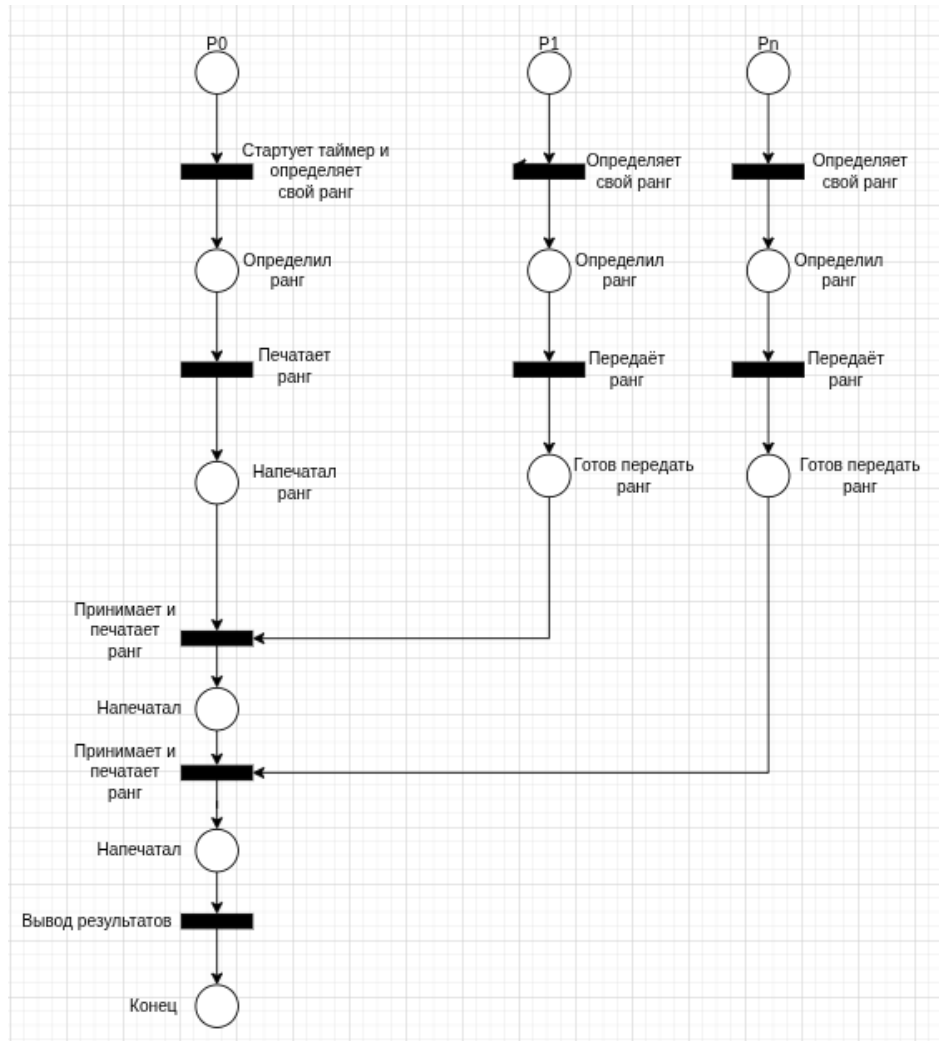 P0
P1
Pn
Стартует таймер и
определяет
свой ранг
Определяет
свой ранг
Определяет
свой ранг
Определил
ранг
Определил
ранг
Определил
ранг
Печатает
ранг
Передаёт
ранг
Передаёт
ранг
Напечатал
ранг
Готов передать
ранг
Готов передать
ранг
Принимает и
печатает
ранг
Напечатал
Принимает и
печатает
ранг
Напечатал
Вывод результатов
Конец